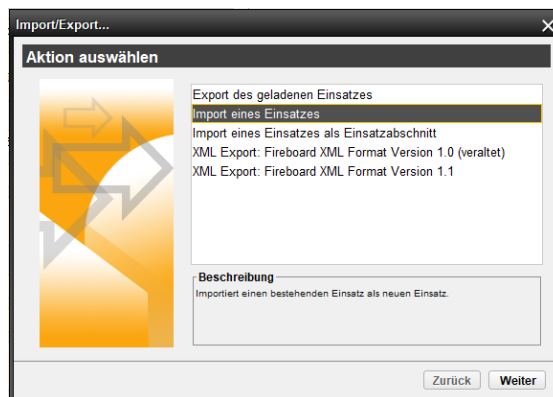 Import/Export...
Aktion auswählen
Export des geladenen Einsatzes
Import eines Einsatzes
Import eines Einsatzes als Einsatzabschnitt
XML Export: Fireboard XML Format Version 1.0 (veraltet)
XML Export: Fireboard XML Format Version 1.1
Beschreibung
Importiert einen bestehenden Einsatz als neuen Einsatz.
Zurück Weiter